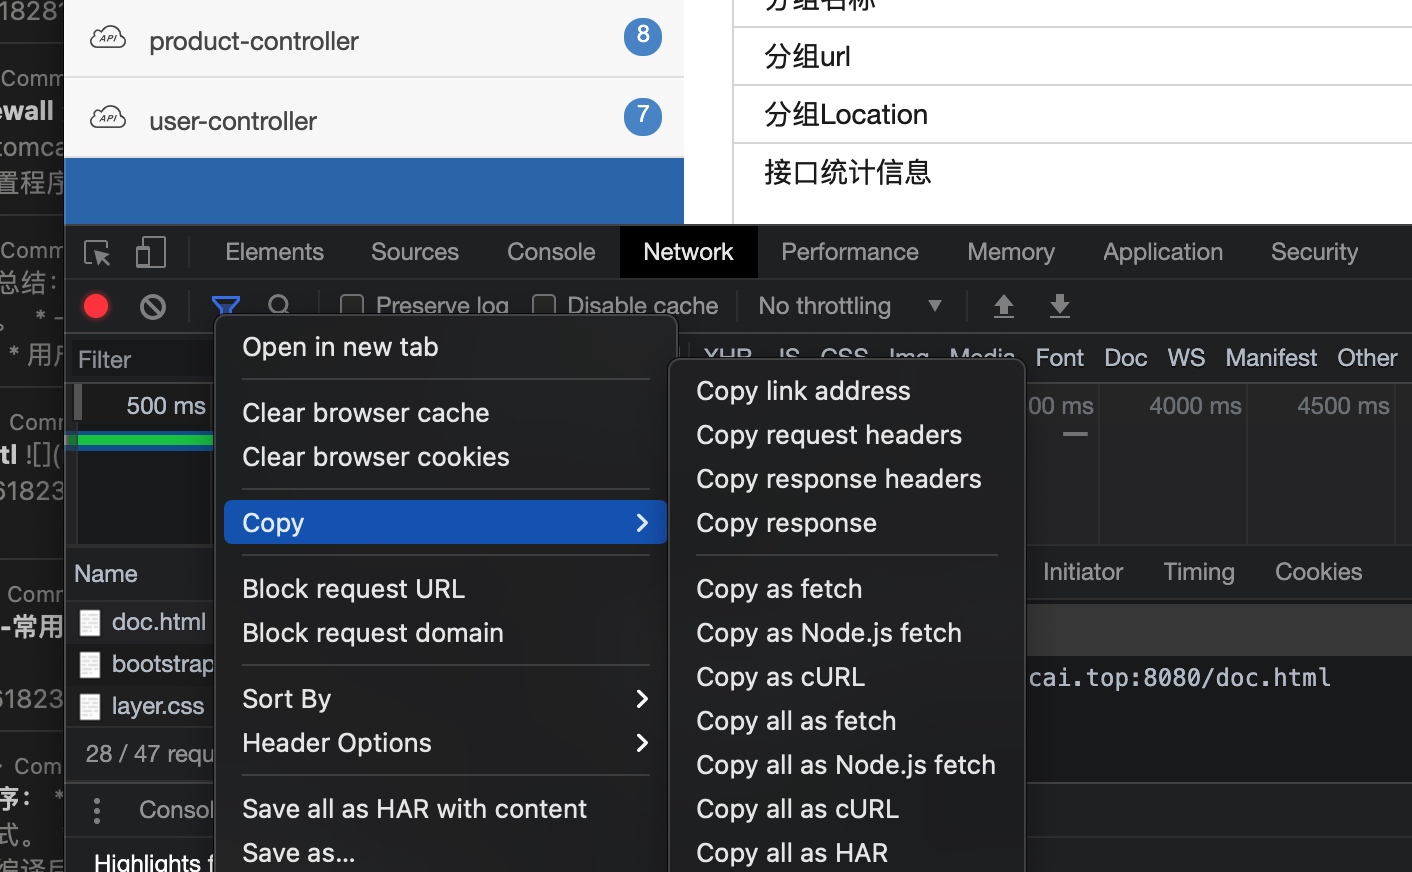 18281
Comm
ewall
tomca
置程序
Comm
总结：
。 * -
* 用户
Comm
tl ![](
61823
Comm
-常用
61823
Com
序： *
式。
API product-controller 8
API user-controller 7
分组名称
分组url
分组Location
接口统计信息
Elements Sources Console Network Performance Memory Application Security
Preserve log Disable cache No throttling ▼
Filter XHR JS CSS Img Media Font Doc WS Manifest Other
500 ms 00 ms 4000 ms 4500 ms
Name Initiator Timing Cookies
doc.html
bootstrap
layer.css
cai.top:8080/doc.html
28 / 47 requ
Consol
Highlights f
Open in new tab
Clear browser cache
Clear browser cookies
Copy
Block request URL
Block request domain
Sort By
Header Options
Save all as HAR with content
Save as...
Copy link address
Copy request headers
Copy response headers
Copy response
Copy as fetch
Copy as Node.js fetch
Copy as cURL
Copy all as fetch
Copy all as Node.js fetch
Copy all as cURL
Copy all as HAR